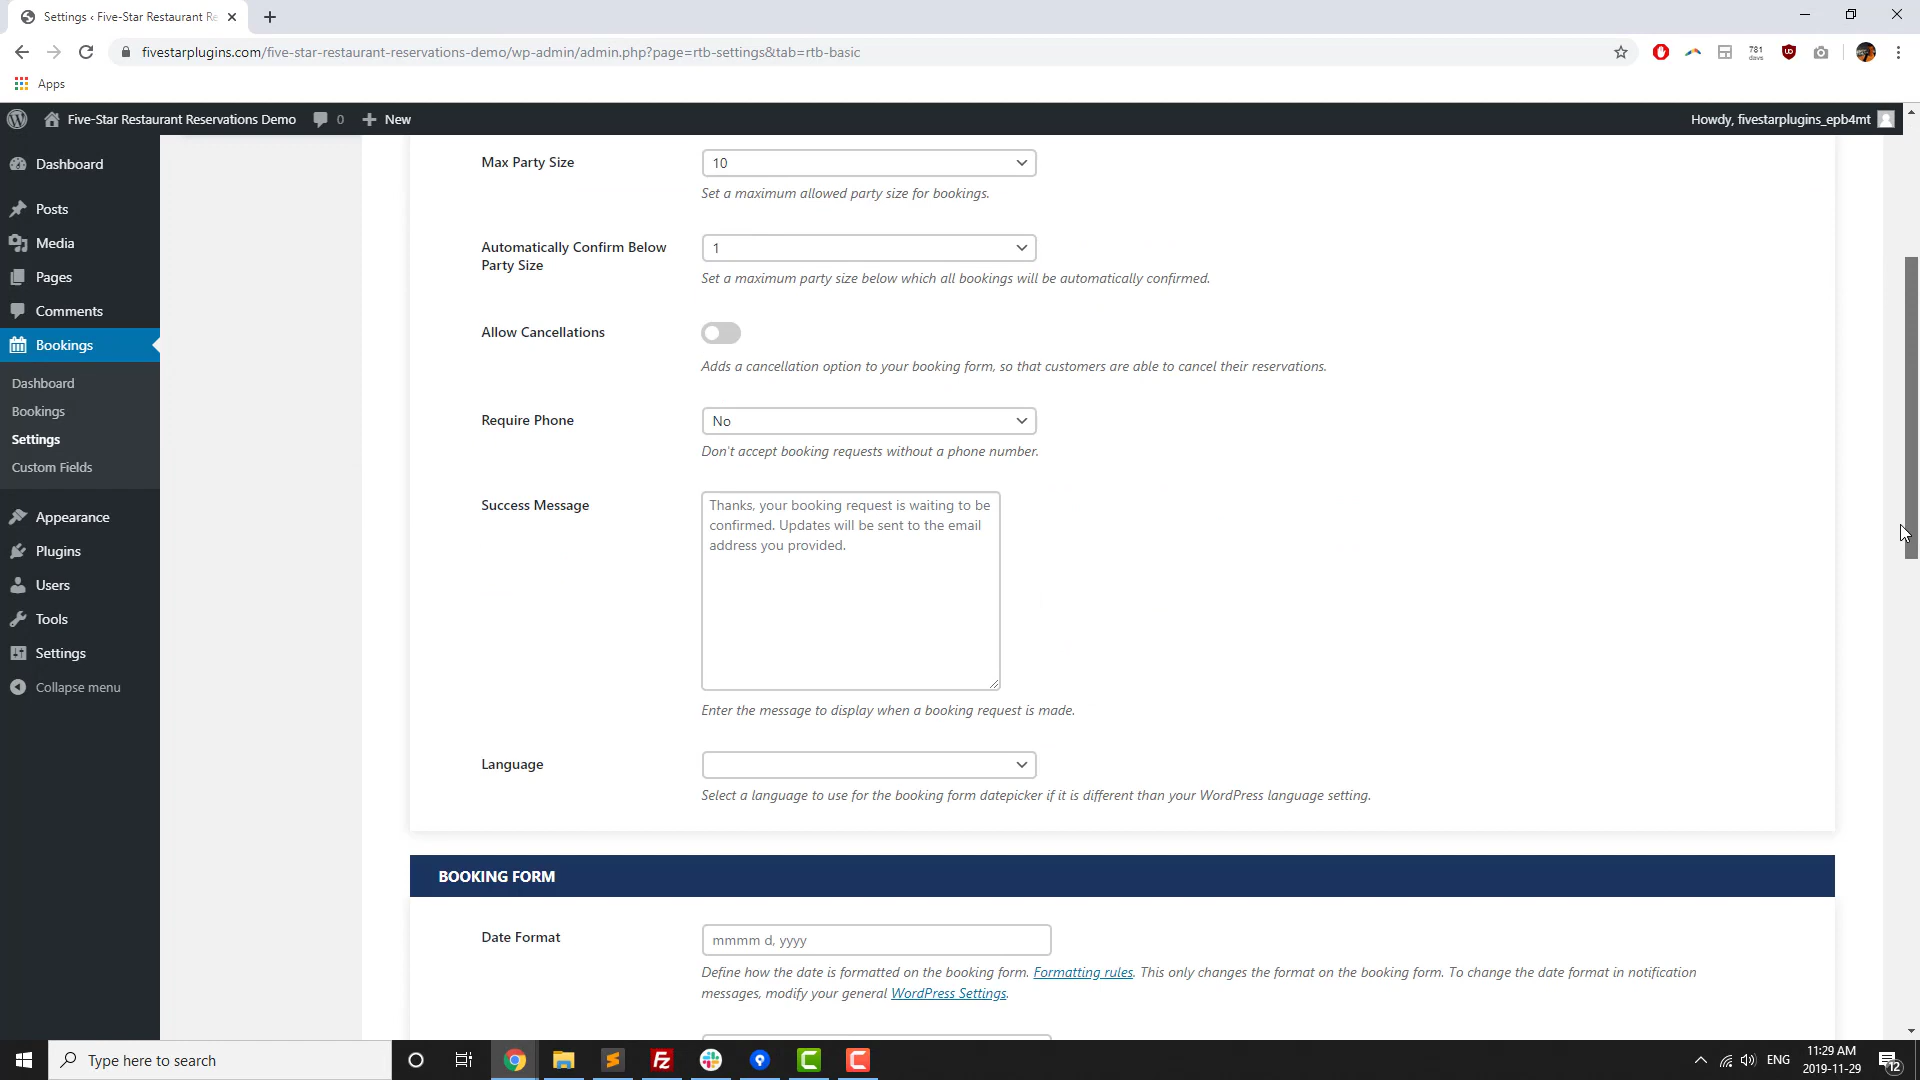 Settings ‹ Five-Star Restaurant Re
fivestarplugins.com/five-star-restaurant-reservations-demo/wp-admin/admin.php?page=rtb-settings&tab=rtb-basic
781
days
Apps
Five-Star Restaurant Reservations Demo
0
New
Howdy, fivestarplugins_epb4mt
Dashboard
Posts
Media
Pages
Comments
Bookings
Dashboard
Bookings
Settings
Custom Fields
Appearance
Plugins
Users
Tools
Settings
Collapse menu
Max Party Size
10
Set a maximum allowed party size for bookings.
Automatically Confirm Below
Party Size
1
Set a maximum party size below which all bookings will be automatically confirmed.
Allow Cancellations
Adds a cancellation option to your booking form, so that customers are able to cancel their reservations.
Require Phone
No
Don't accept booking requests without a phone number.
Success Message
Thanks, your booking request is waiting to be
confirmed. Updates will be sent to the email
address you provided.
Enter the message to display when a booking request is made.
Language
Select a language to use for the booking form datepicker if it is different than your WordPress language setting.
BOOKING FORM
Date Format
mmmm d, yyyy
Define how the date is formatted on the booking form. Formatting rules. This only changes the format on the booking form. To change the date format in notification
messages, modify your general WordPress Settings.
Type here to search
Fz
ENG
11:29 AM
2019-11-29
12